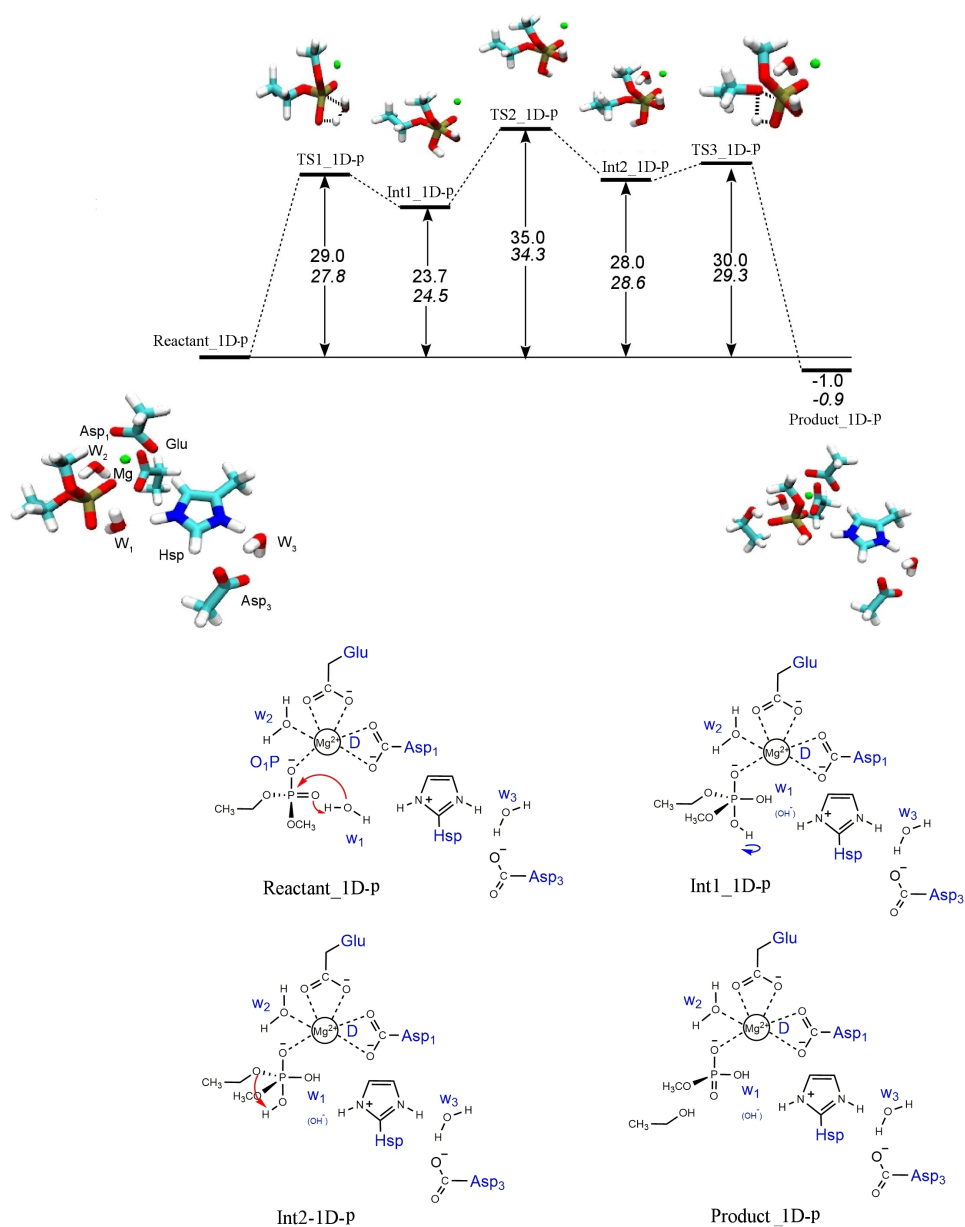 TS2_1D-p
TS1_1D-p
Int1_1D-p
Int2_1D-p
TS3_1D-p
29.0
27.8
23.7
24.5
35.0
34.3
28.0
28.6
30.0
29.3
Reactant_1D-p
-1.0
-0.9
Product_1D-p
Asp1
Glu
W2
Mg
W1
Hsp
W3
Asp3
Glu
O C O−
H
w2
O
H
Mg2+ D
O
C Asp1
O−
O1P
O−
O P O
CH3
OCH3
H O
H
w1
H N + N H
Hsp
w3
H
O
H
O−
C Asp3
O
Reactant_1D-p
Glu
O C O−
H
w2
O
H
Mg2+ D
O
C Asp1
O−
O−
O P OH
CH3
H3CO
O
H
w1
(OH-)
H N + N H
Hsp
w3
O H
H
O−
C Asp3
O
Int1_1D-p
Glu
O C O−
H
w2
O
H
Mg2+ D
O
C Asp1
O−
O−
O P OH
CH3
CH3O
O
H
w1
(OH-)
H N + N H
Hsp
w3
O H
H
O−
C Asp3
O
Int2-1D-p
Glu
O C O−
H
w2
O
H
Mg2+ D
O
C Asp1
O−
O−
P OH
CH3O
O
OH
CH3
w1
(OH-)
H N + N H
Hsp
w3
O H
H
O−
C Asp3
O
Product_1D-p